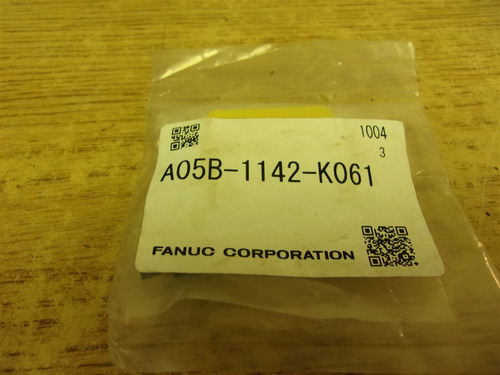 1004
3
A05B-1142-K061
FANUC CORPORATION